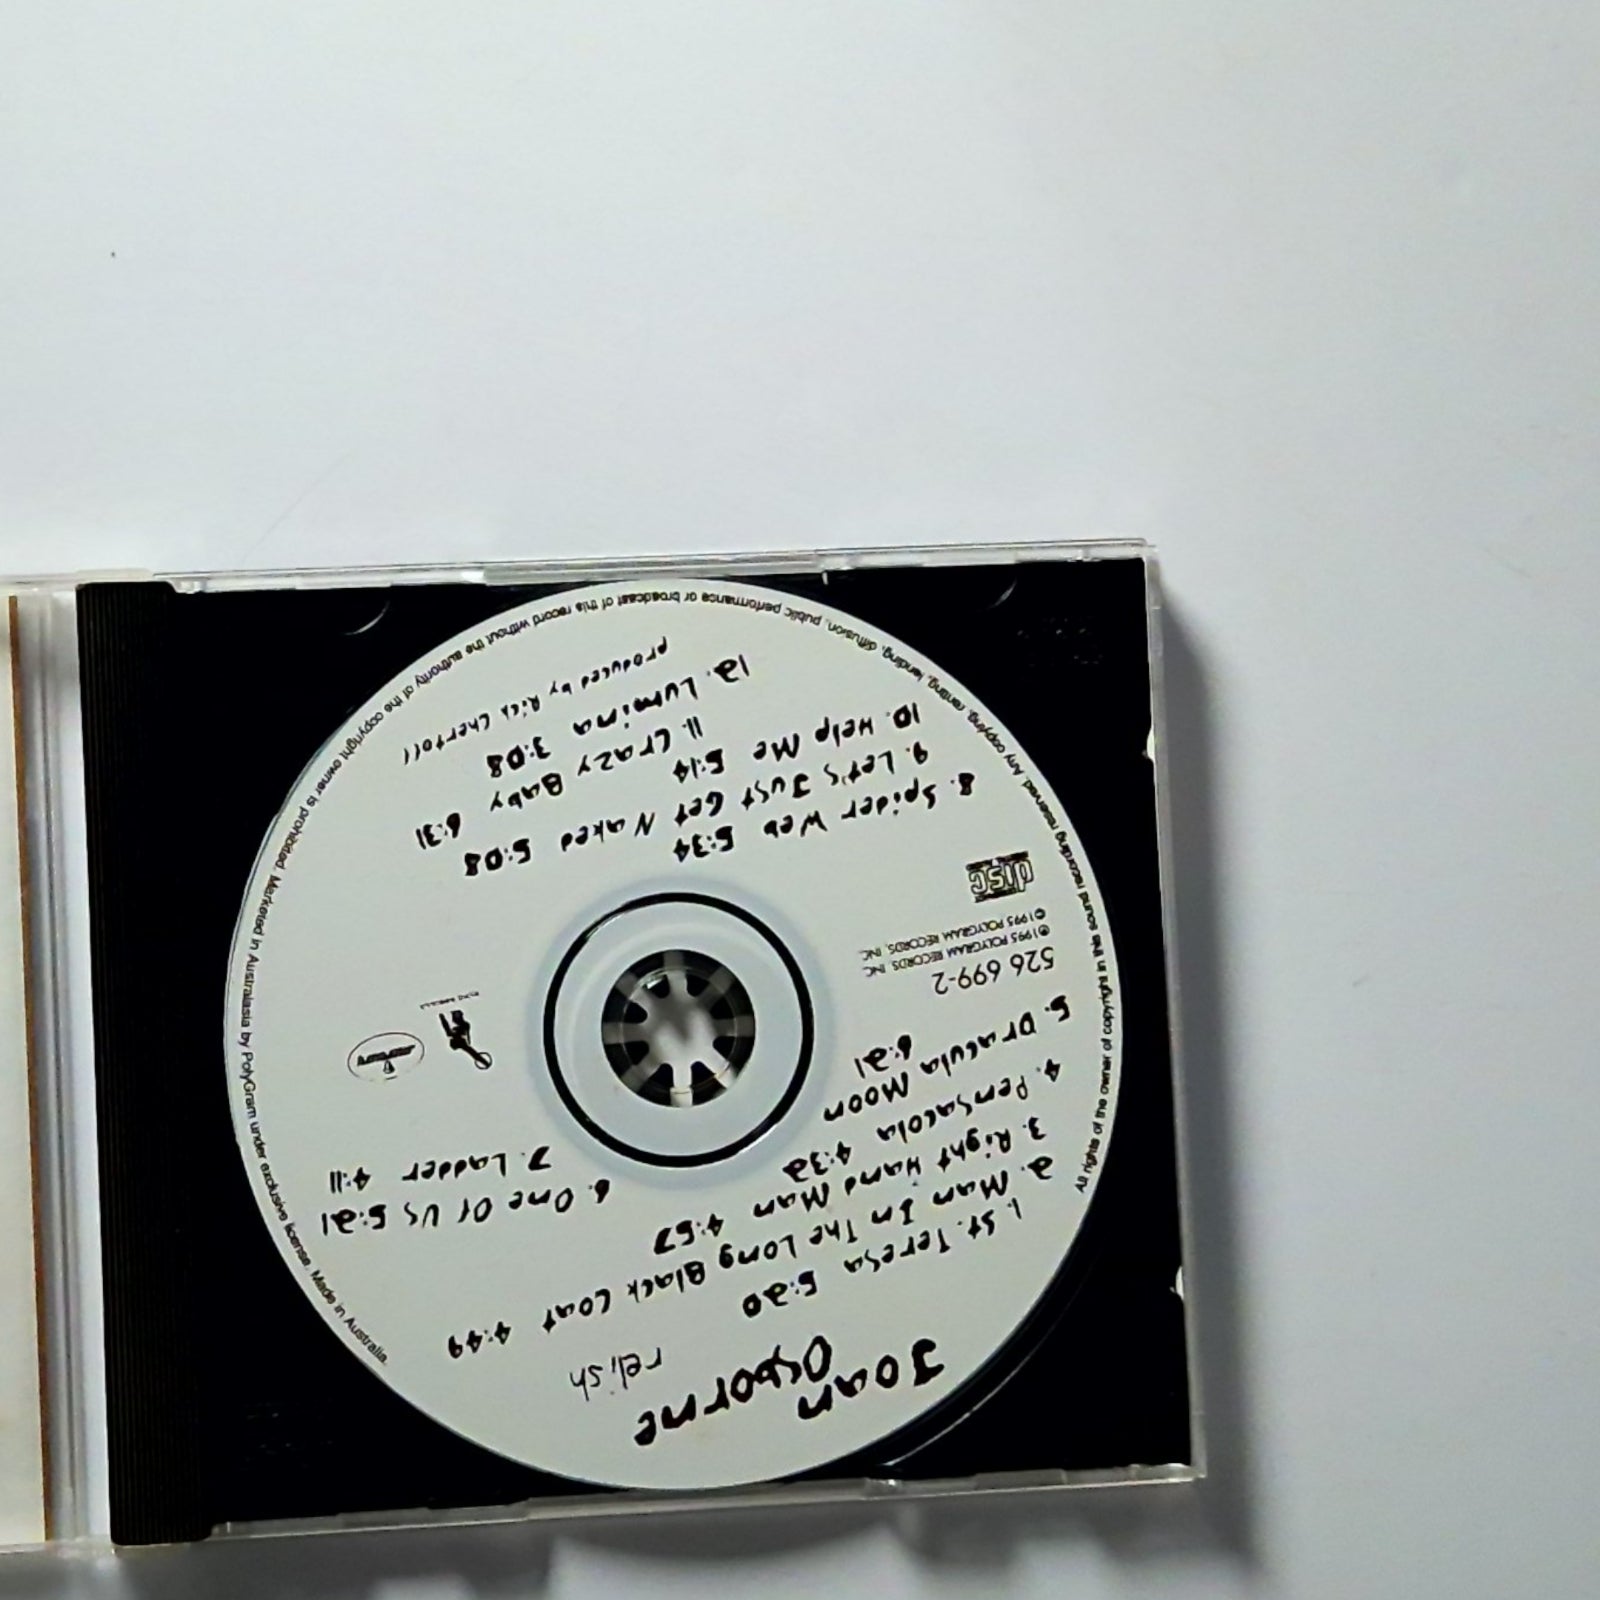 Joan
Osborne
relish
1. St. Teresa 5:20
2. Man In The Long Black Coat 4:49
3. Right Hand Man 4:57
4. Pensacola 4:32
5. Dracula Moon
6:21
6. One Of Us 5:21
7. Ladder 4:11
526 699-2
℗1995 POLYGRAM RECORDS, INC.
©1995 POLYGRAM RECORDS, INC.
disc
8. Spider Web 5:34
9. Let's Just Get Naked 5:08
10. Help Me 5:14
11. Crazy Baby 6:31
12. Lumina 3:08
produced by Rick Chertoff
All rights of the owner of copyright in this sound recording reserved. Any copying, renting, lending, diffusion, public performance or broadcast of this record without the authority of the copyright owner is prohibited. Marketed in Australasia by PolyGram under exclusive license. Made in Australia.